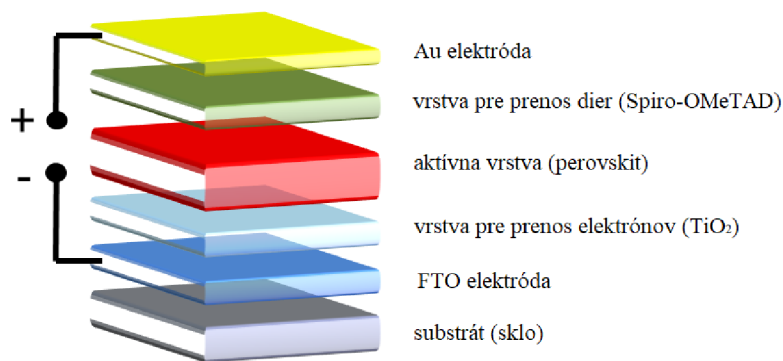 Au elektróda
vrstva pre prenos dier (Spiro-OMeTAD)
+
-
aktívna vrstva (perovskit)
vrstva pre prenos elektrónov (TiO₂)
FTO elektróda
substrát (sklo)